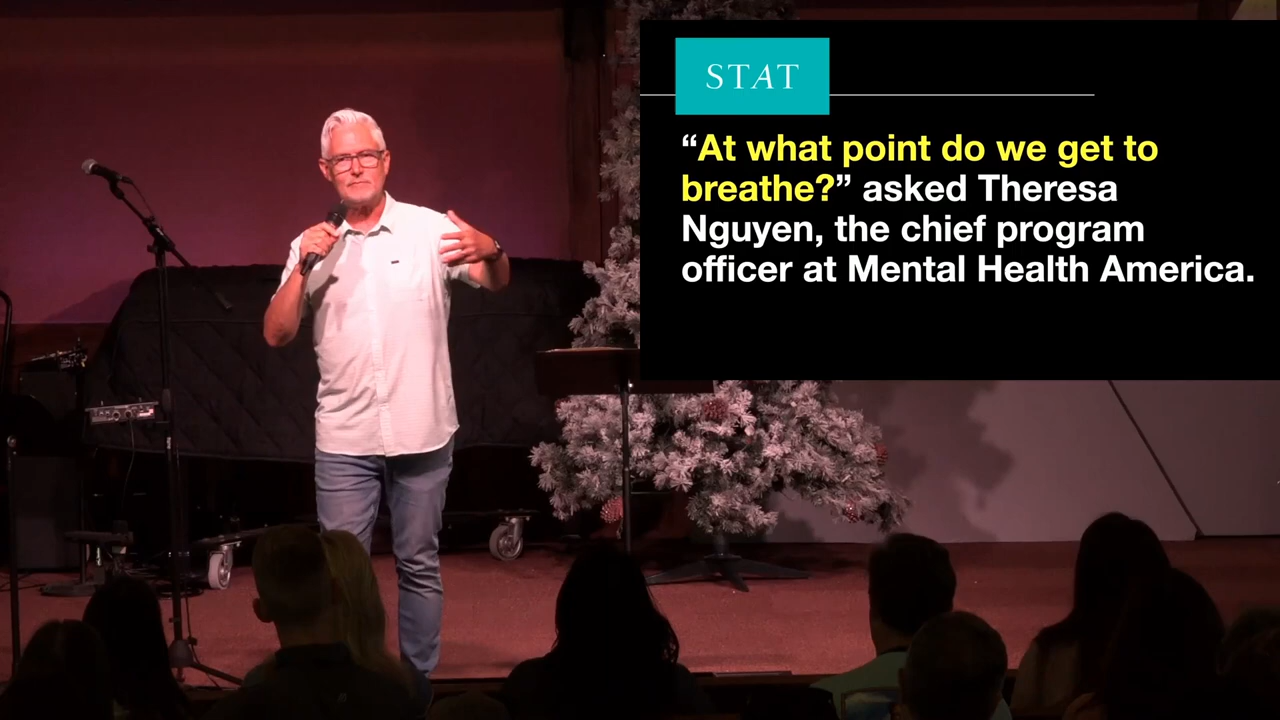 STAT
“At what point do we get to
breathe?” asked Theresa
Nguyen, the chief program
officer at Mental Health America.